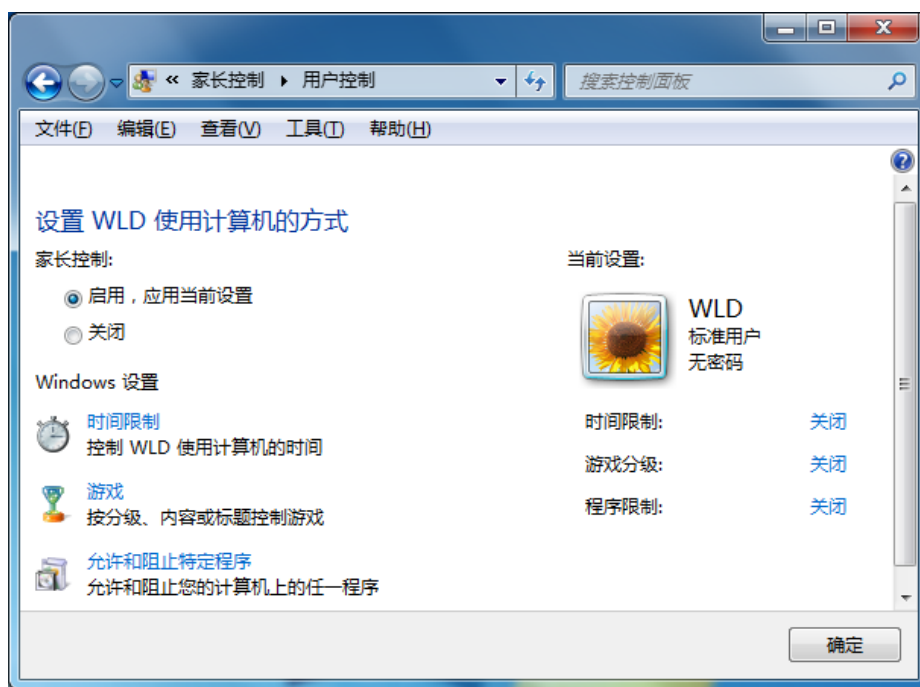 « 家长控制 ▸ 用户控制
搜索控制面板
文件(F) 编辑(E) 查看(V) 工具(T) 帮助(H)
设置 WLD 使用计算机的方式
家长控制:
启用，应用当前设置
关闭
Windows 设置
时间限制
控制 WLD 使用计算机的时间
游戏
按分级、内容或标题控制游戏
允许和阻止特定程序
允许和阻止您的计算机上的任一程序
当前设置:
WLD
标准用户
无密码
时间限制: 关闭
游戏分级: 关闭
程序限制: 关闭
确定